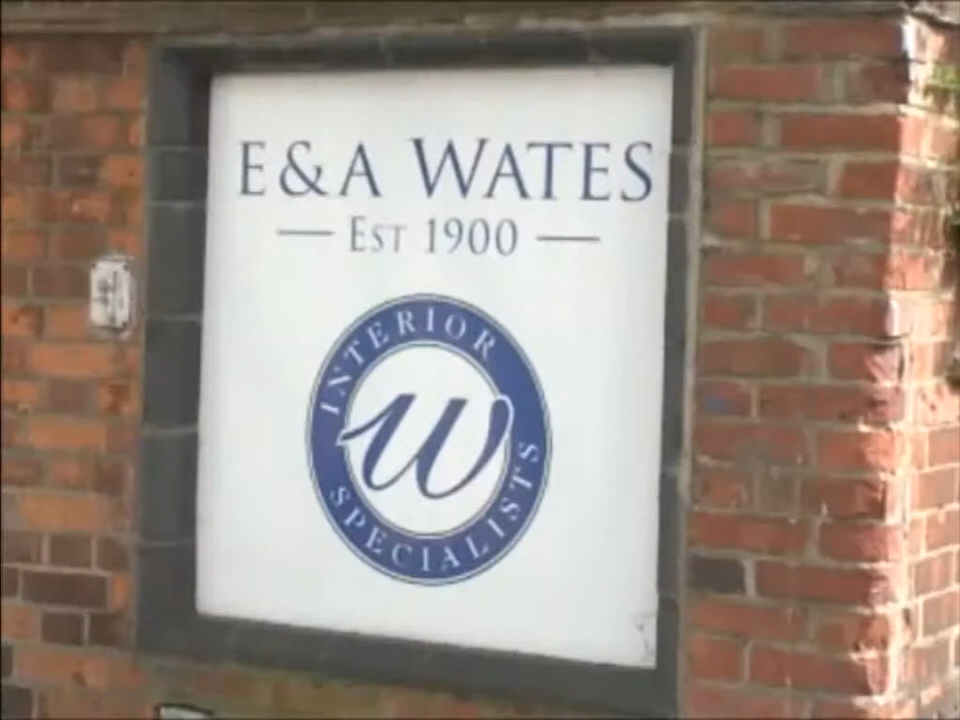 E & A WATES
— EST 1900 —
INTERIOR
W
SPECIALISTS